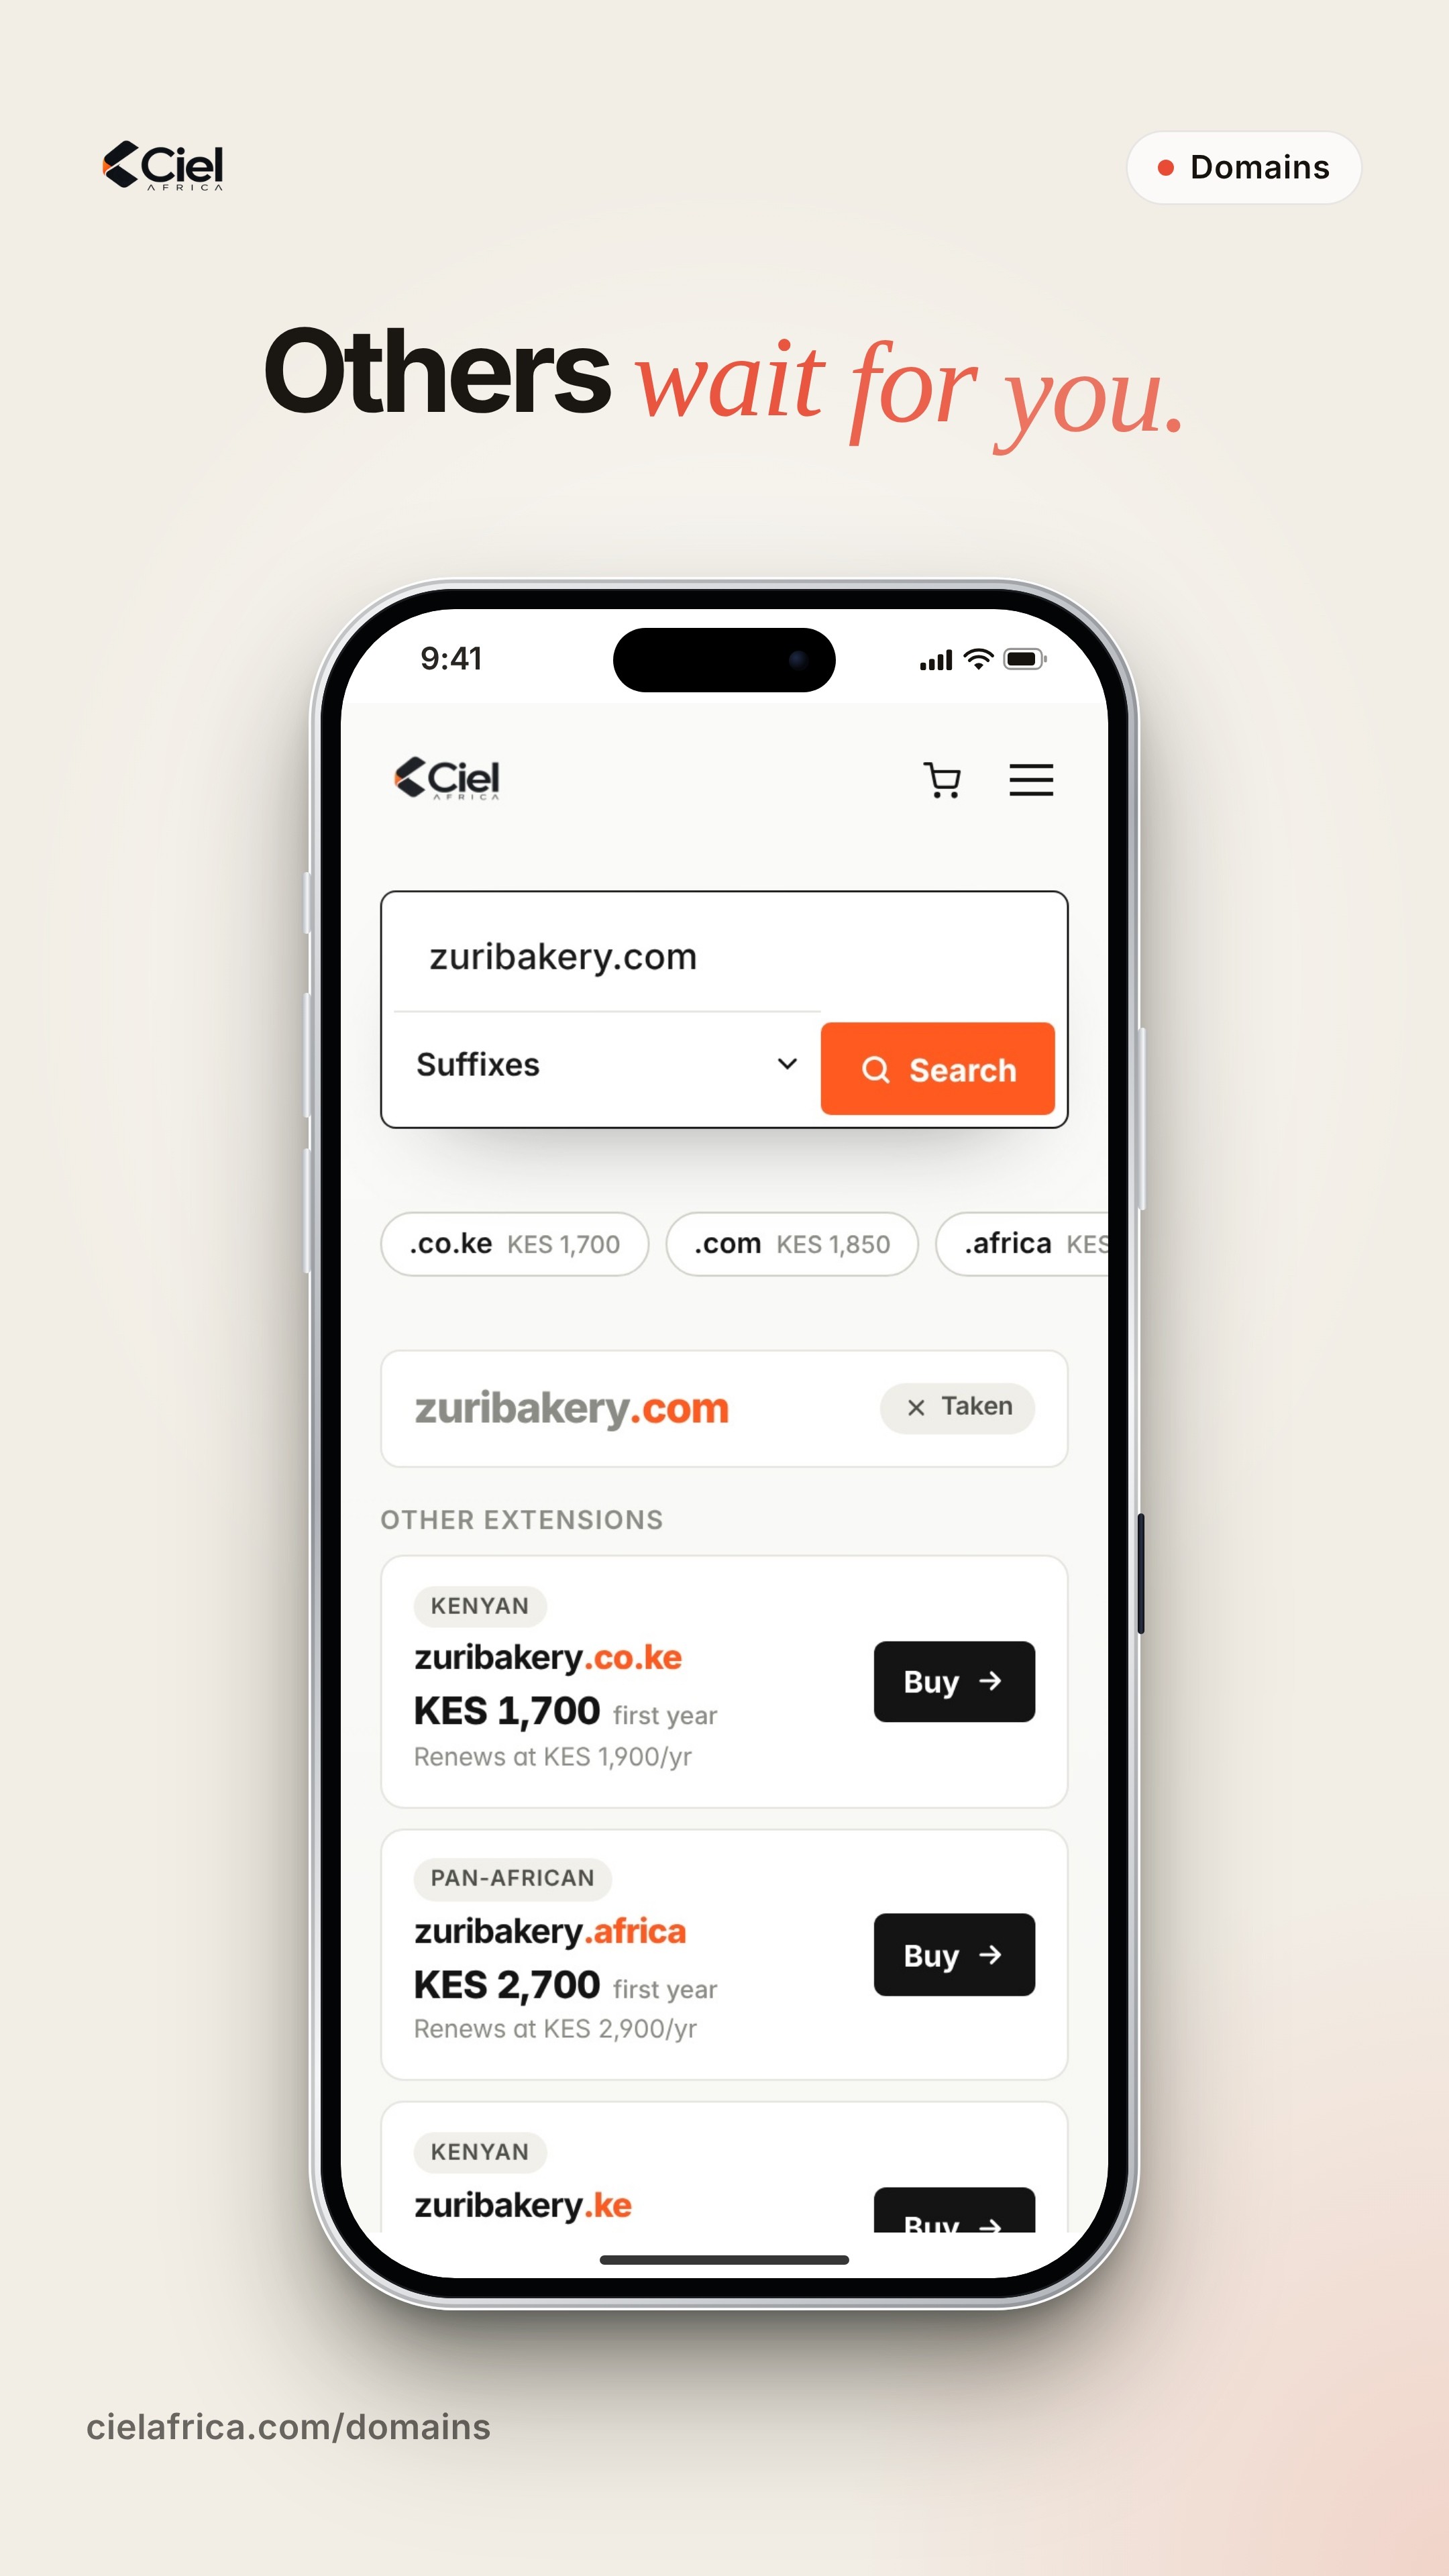 Ciel
AFRICA
Domains
Others wait for you.
9:41
Ciel
AFRICA
zuribakery.com
Suffixes
Search
.co.ke KES 1,700
.com KES 1,850
.africa KES
zuribakery.com
Taken
OTHER EXTENSIONS
KENYAN
zuribakery.co.ke
KES 1,700 first year
Renews at KES 1,900/yr
Buy
PAN-AFRICAN
zuribakery.africa
KES 2,700 first year
Renews at KES 2,900/yr
Buy
KENYAN
zuribakery.ke
Buy
cielafrica.com/domains